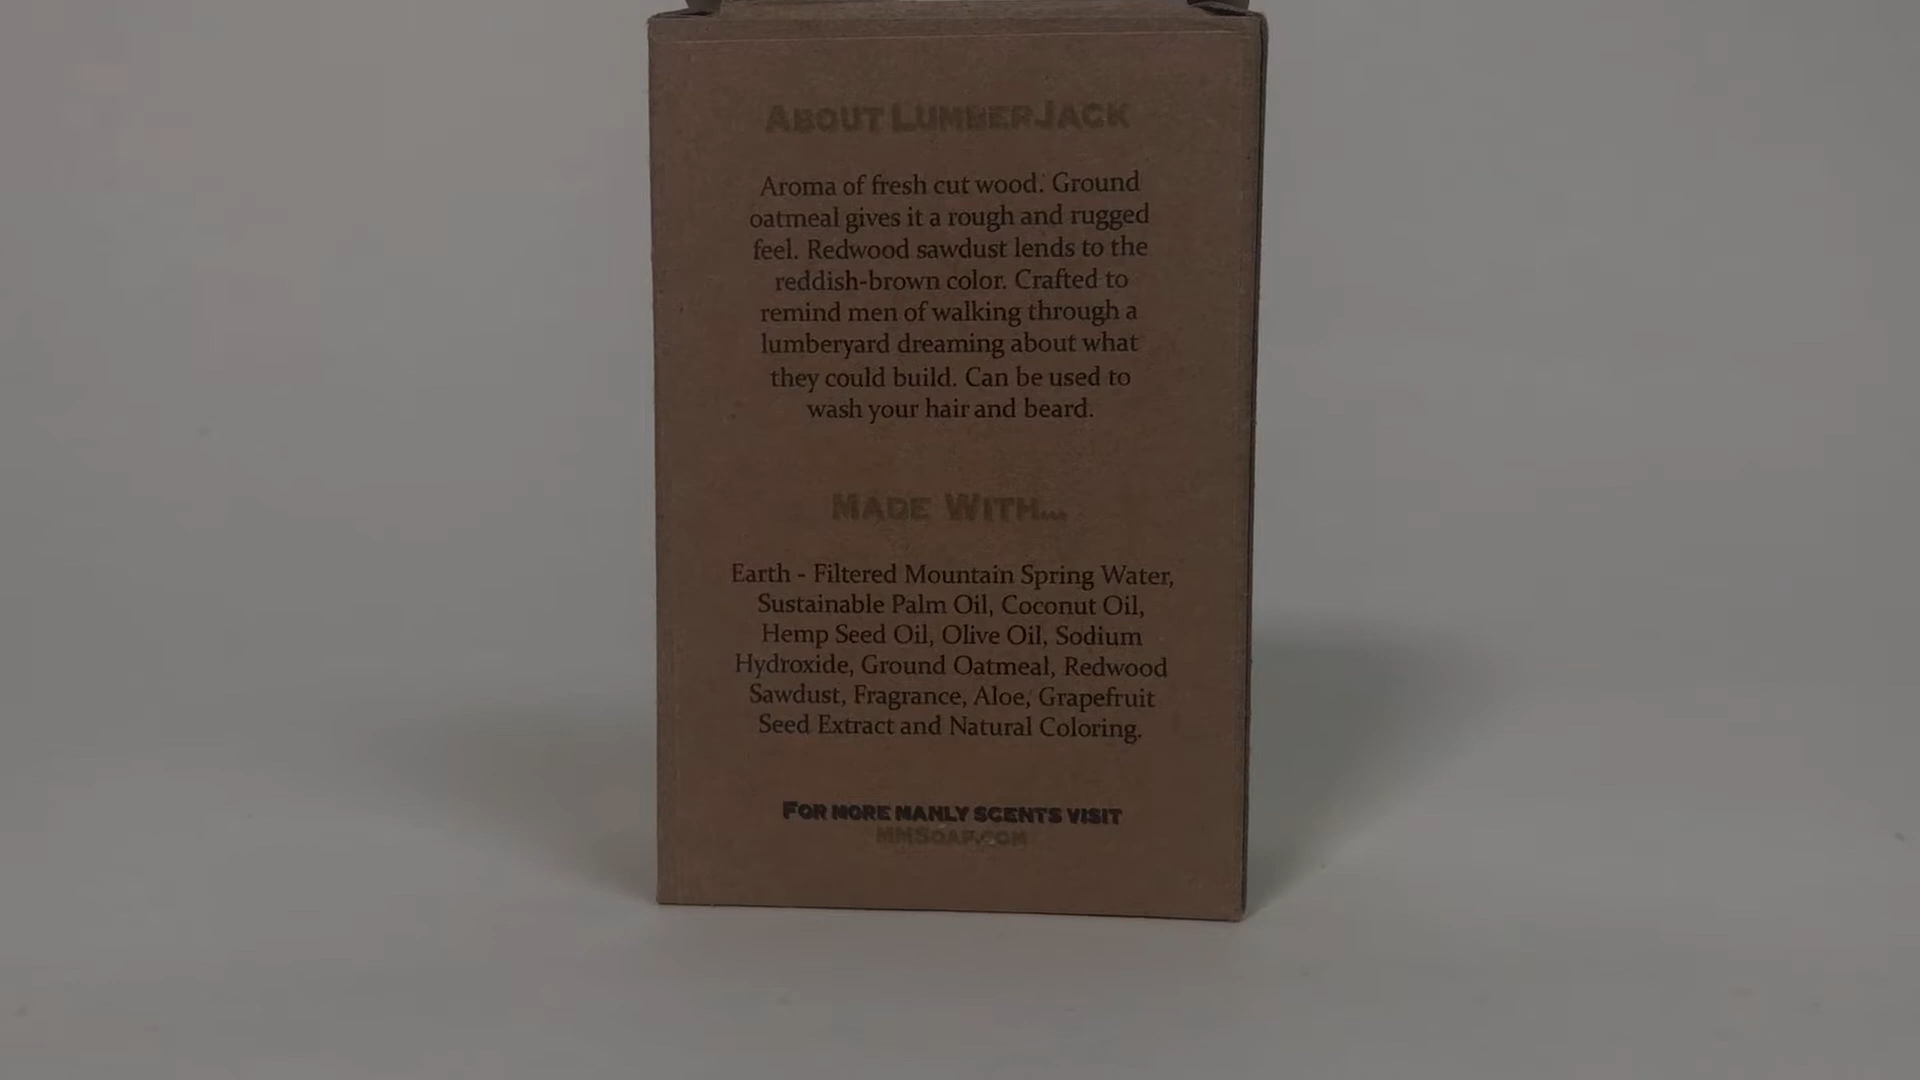 About LumberJack
Aroma of fresh cut wood. Ground
oatmeal gives it a rough and rugged
feel. Redwood sawdust lends to the
reddish-brown color. Crafted to
remind men of walking through a
lumberyard dreaming about what
they could build. Can be used to
wash your hair and beard.
Made With...
Earth - Filtered Mountain Spring Water,
Sustainable Palm Oil, Coconut Oil,
Hemp Seed Oil, Olive Oil, Sodium
Hydroxide, Ground Oatmeal, Redwood
Sawdust, Fragrance, Aloe, Grapefruit
Seed Extract and Natural Coloring.
For more manly scents visit
MMSoap.com